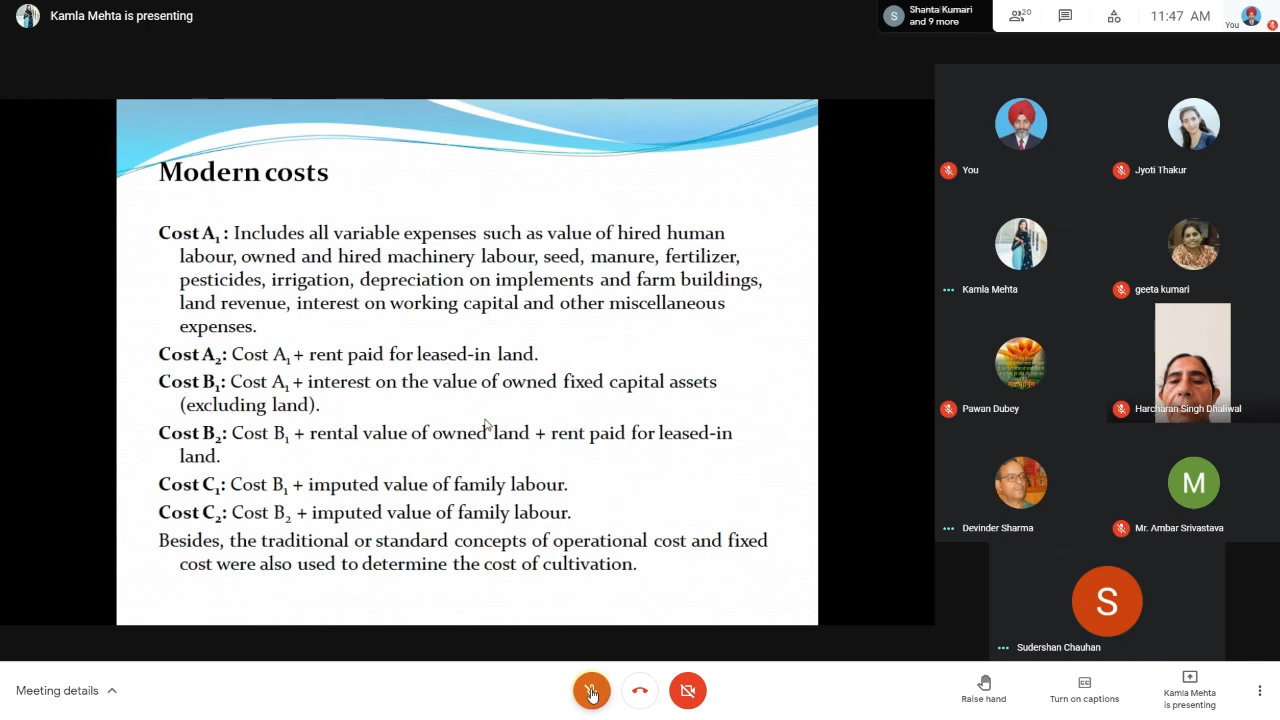 Kamla Mehta is presenting
S
Shanta Kumari
and 9 more
20
11:47 AM
You
Modern costs
Cost A1 : Includes all variable expenses such as value of hired human
labour, owned and hired machinery labour, seed, manure, fertilizer,
pesticides, irrigation, depreciation on implements and farm buildings,
land revenue, interest on working capital and other miscellaneous
expenses.
Cost A2: Cost A1 + rent paid for leased-in land.
Cost B1: Cost A1 + interest on the value of owned fixed capital assets
(excluding land).
Cost B2: Cost B1 + rental value of owned land + rent paid for leased-in
land.
Cost C1: Cost B1 + imputed value of family labour.
Cost C2: Cost B2 + imputed value of family labour.
Besides, the traditional or standard concepts of operational cost and fixed
cost were also used to determine the cost of cultivation.
You
Jyoti Thakur
Kamla Mehta
geeta kumari
Pawan Dubey
Harcharan Singh Dhaliwal
Devinder Sharma
M
Mr. Ambar Srivastava
S
Sudershan Chauhan
Meeting details
Raise hand
CC
Turn on captions
Kamla Mehta
is presenting